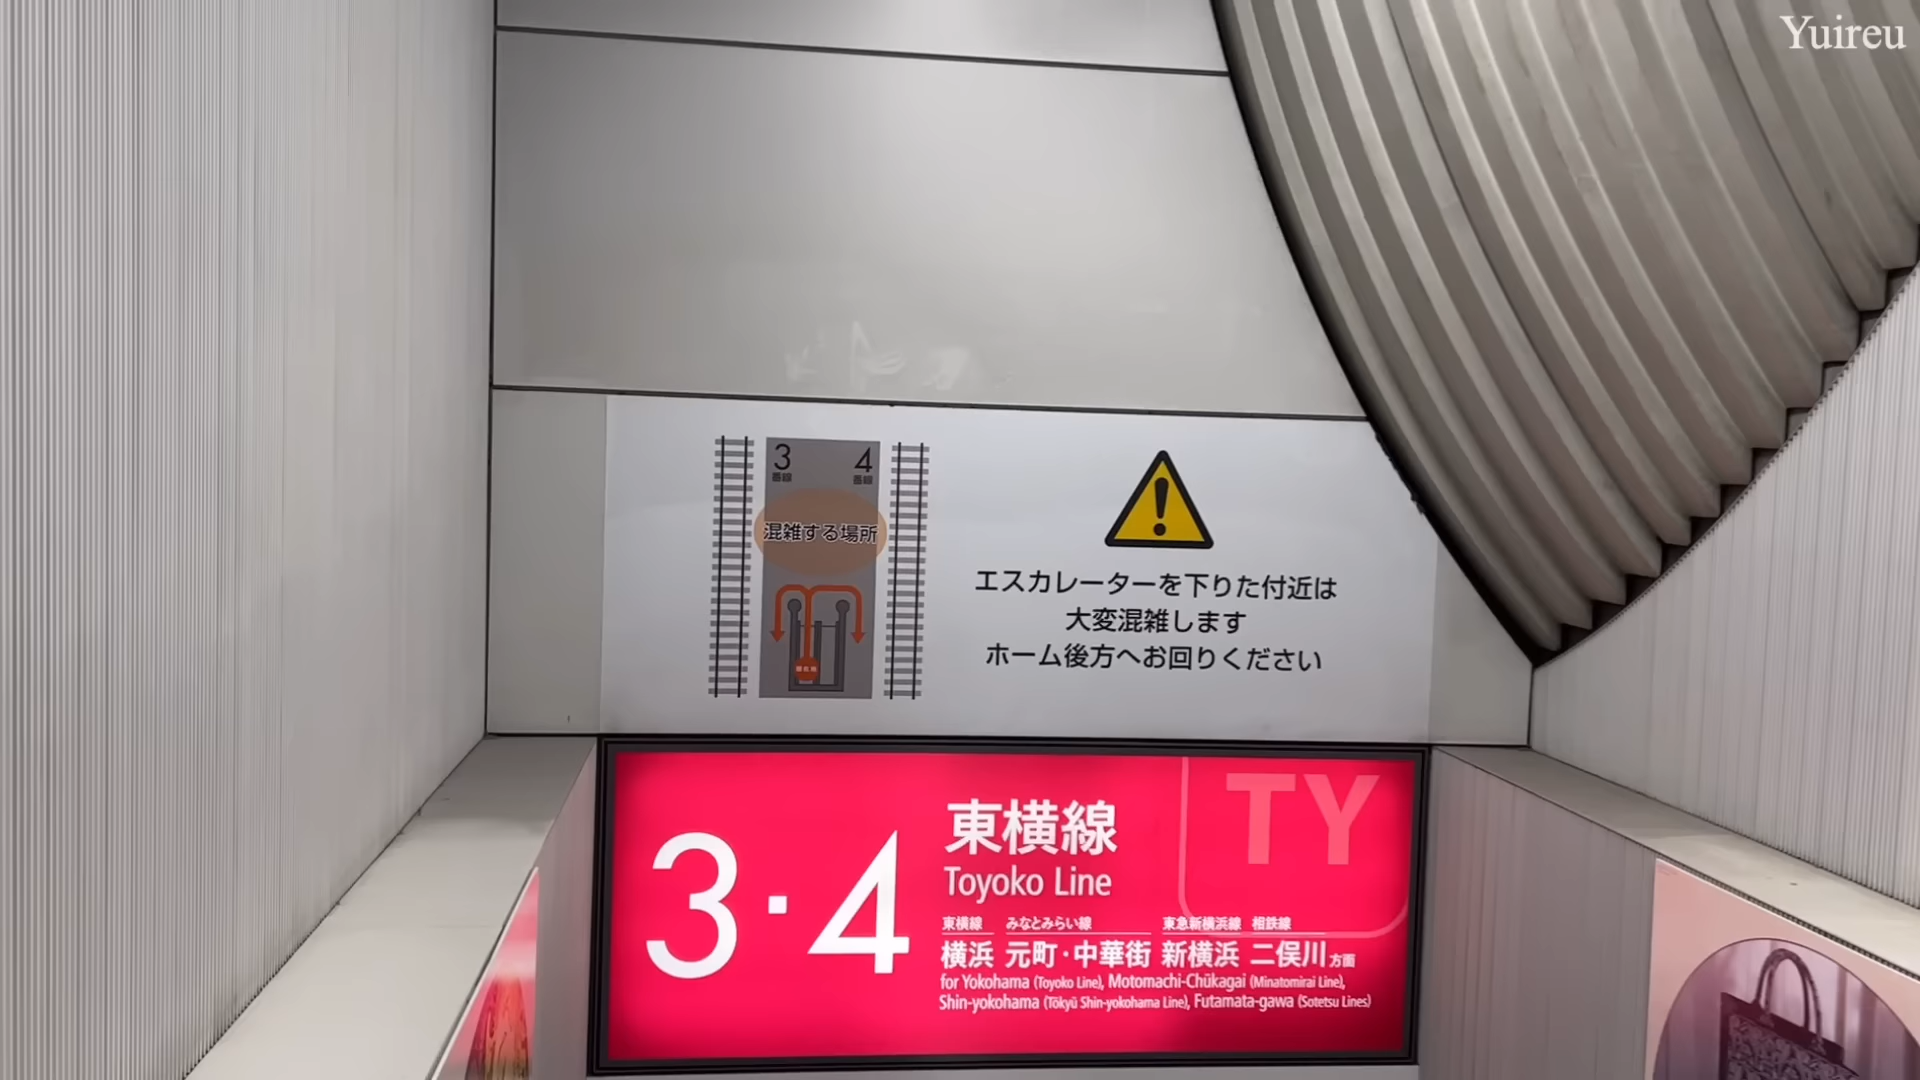 Yuireu
3 4
番線 番線
混雑する場所
エスカレーターを下りた付近は
大変混雑します
ホーム後方へお回りください
3・4
東横線
Toyoko Line
TY
東横線 みなとみらい線 東急新横浜線 相鉄線
横浜 元町・中華街 新横浜 二俣川 方面
for Yokohama (Toyoko Line), Motomachi-Chūkagai (Minatomirai Line),
Shin-yokohama (Tōkyū Shin-yokohama Line), Futamata-gawa (Sotetsu Lines)